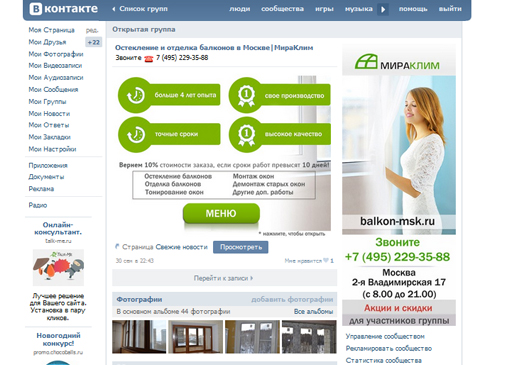 В контакте
Список групп
люди сообщества игры музыка помощь выйти
Моя Страница ред.
Мои Друзья +22
Мои Фотографии
Мои Видеозаписи
Мои Аудиозаписи
Мои Сообщения
Мои Группы
Мои Новости
Мои Ответы
Мои Закладки
Мои Настройки
Приложения
Документы
Реклама
Радио
Онлайн-
консультант.
talk-me.ru
TALK-ME
Лучшее решение
для Вашего сайта.
Установка в пару
кликов.
Новогодний
конкурс!
promo.chocoballs.ru
Открытая группа
Остекление и отделка балконов в Москве|МираКлим
Звоните ☎ 7 (495) 229-35-88
больше 4 лет опыта
1 свое производство
точные сроки
1 высокое качество
Вернем 10% стоимости заказа, если сроки работ превысят 10 дней!
Остекление балконов Монтаж окон
Отделка балконов Демонтаж старых окон
Тонирование окон Другие доп. работы
МЕНЮ
* нажмите, чтобы открыть
Страница Свежие новости Просмотреть
26 сен в 22:43 Мне нравится 1
Перейти к записи
Фотографии добавить фотографии
В основном альбоме 44 фотографии Все альбомы
МИРАКЛИМ
balkon-msk.ru
Звоните
+7 (495) 229-35-88
Москва
2-я Владимирская 17
(с 8.00 до 21.00)
Акции и скидки
для участников группы
Управление сообществом
Рекламировать сообщество
Статистика сообщества